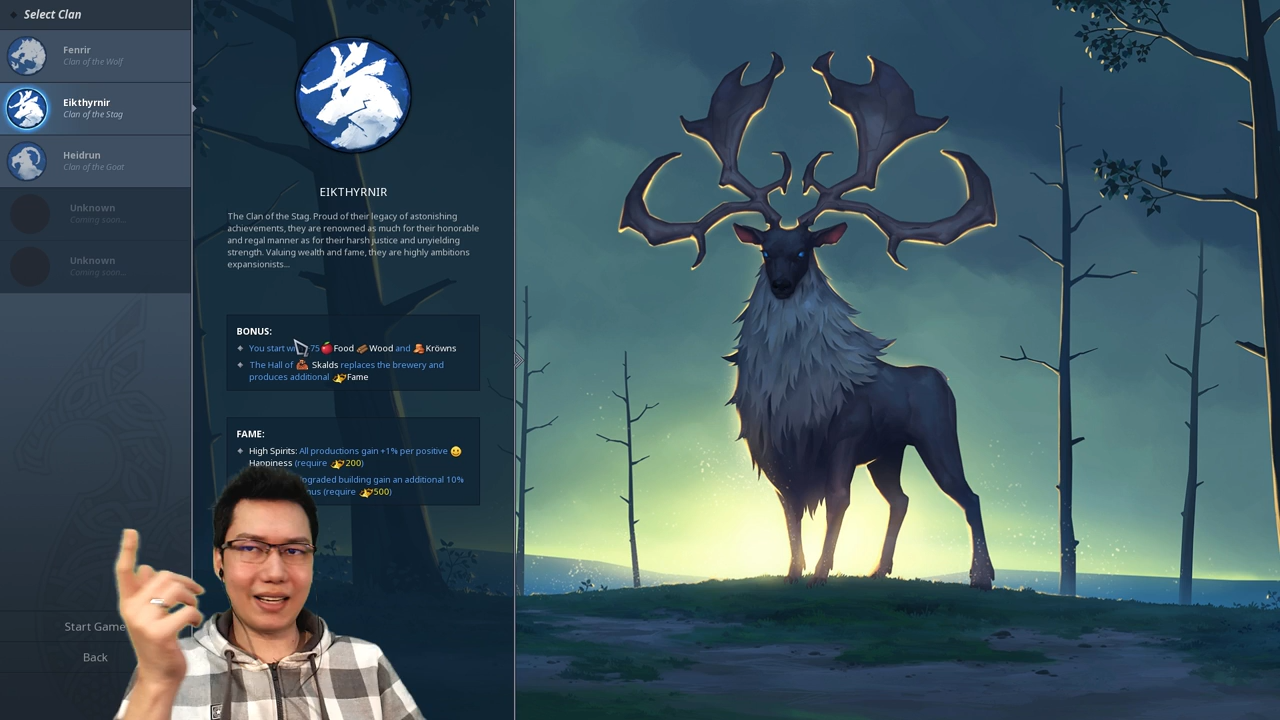 Select Clan
Fenrir
Clan of the Wolf
Eikthyrnir
Clan of the Stag
Heidrun
Clan of the Goat
Unknown
Coming soon...
Unknown
Coming soon...
Start Game
Back
EIKTHYRNIR
The Clan of the Stag. Proud of their legacy of astonishing
achievements, they are renowned as much for their honorable
and regal manner as for their harsh justice and unyielding
strength. Valuing wealth and fame, they are highly ambitions
expansionists...
BONUS:
You start 75 Food Wood and Kröwns
The Hall of Skalds replaces the brewery and
produces additional Fame
FAME:
High Spirits: All productions gain +1% per positive
Happiness (require 200)
upgraded building gain an additional 10%
(require 500)